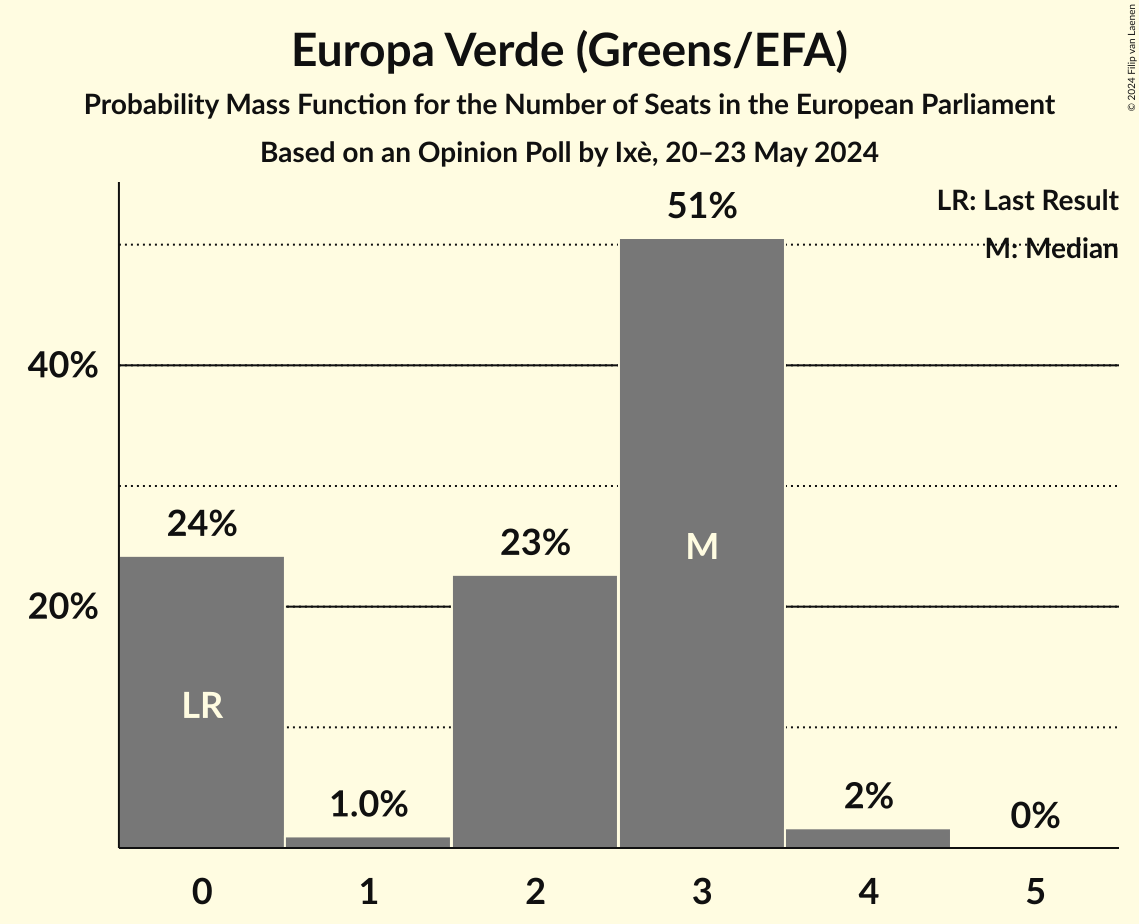 Europa Verde (Greens/EFA)
Probability Mass Function for the Number of Seats in the European Parliament
Based on an Opinion Poll by Ixè, 20–23 May 2024
© 2024 Filip van Laenen
LR: Last Result
M: Median
51%
40%
24%
23%
M
20%
LR
1.0%
2%
0%
0 1 2 3 4 5